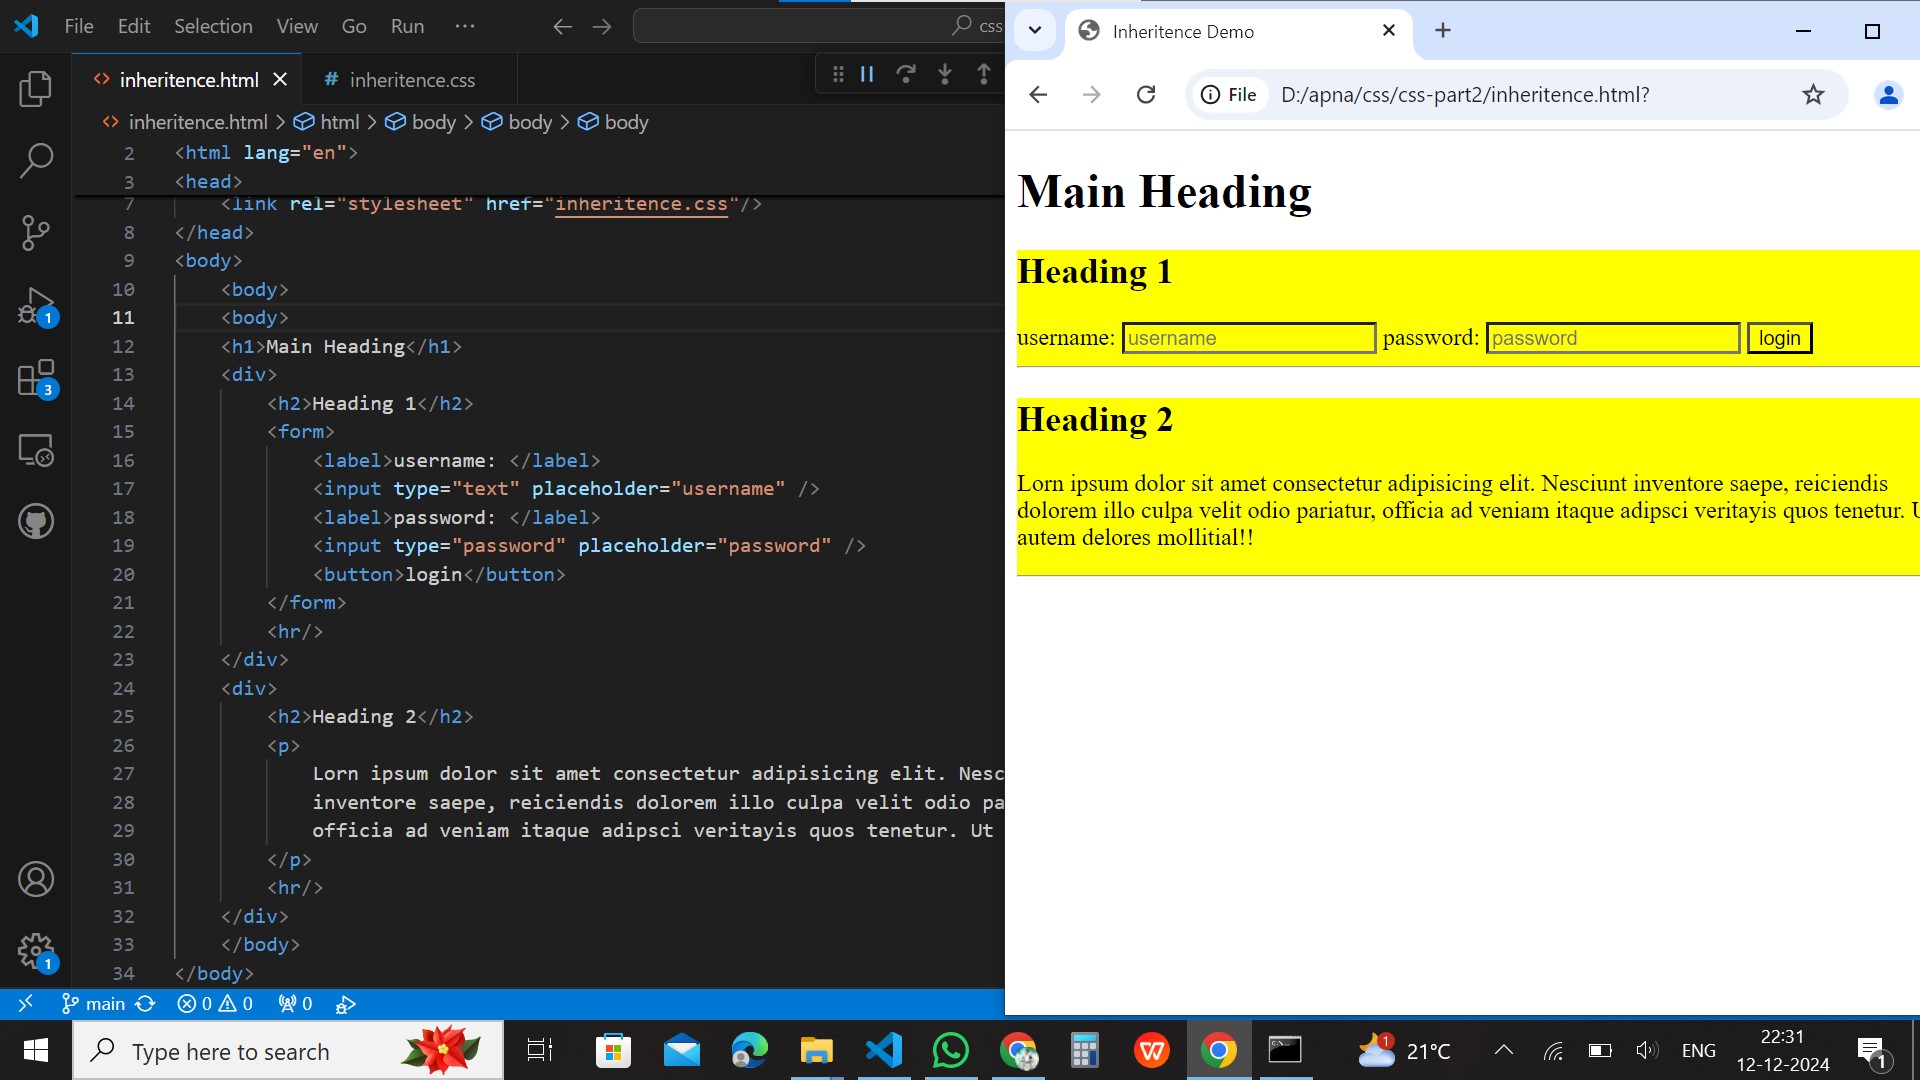 File Edit Selection View Go Run ··· css
inheritence.html # inheritence.css
inheritence.html > html > body > body > body
2 <html lang="en">
3 <head>
7 <link rel="stylesheet" href="inheritence.css"/>
8 </head>
9 <body>
10 <body>
11 <body>
12 <h1>Main Heading</h1>
13 <div>
14 <h2>Heading 1</h2>
15 <form>
16 <label>username: </label>
17 <input type="text" placeholder="username" />
18 <label>password: </label>
19 <input type="password" placeholder="password" />
20 <button>login</button>
21 </form>
22 <hr/>
23 </div>
24 <div>
25 <h2>Heading 2</h2>
26 <p>
27 Lorn ipsum dolor sit amet consectetur adipisicing elit. Nesc
28 inventore saepe, reiciendis dolorem illo culpa velit odio pa
29 officia ad veniam itaque adipsci veritayis quos tenetur. Ut
30 </p>
31 <hr/>
32 </div>
33 </body>
34 </body>
1
3
1
main 0 0 0
Inheritence Demo
File D:/apna/css/css-part2/inheritence.html?
Main Heading
Heading 1
username: username password: password login
Heading 2
Lorn ipsum dolor sit amet consectetur adipisicing elit. Nesciunt inventore saepe, reiciendis
dolorem illo culpa velit odio pariatur, officia ad veniam itaque adipsci veritayis quos tenetur. U
autem delores mollitial!!
Type here to search
1 21°C ENG 22:31
12-12-2024 1